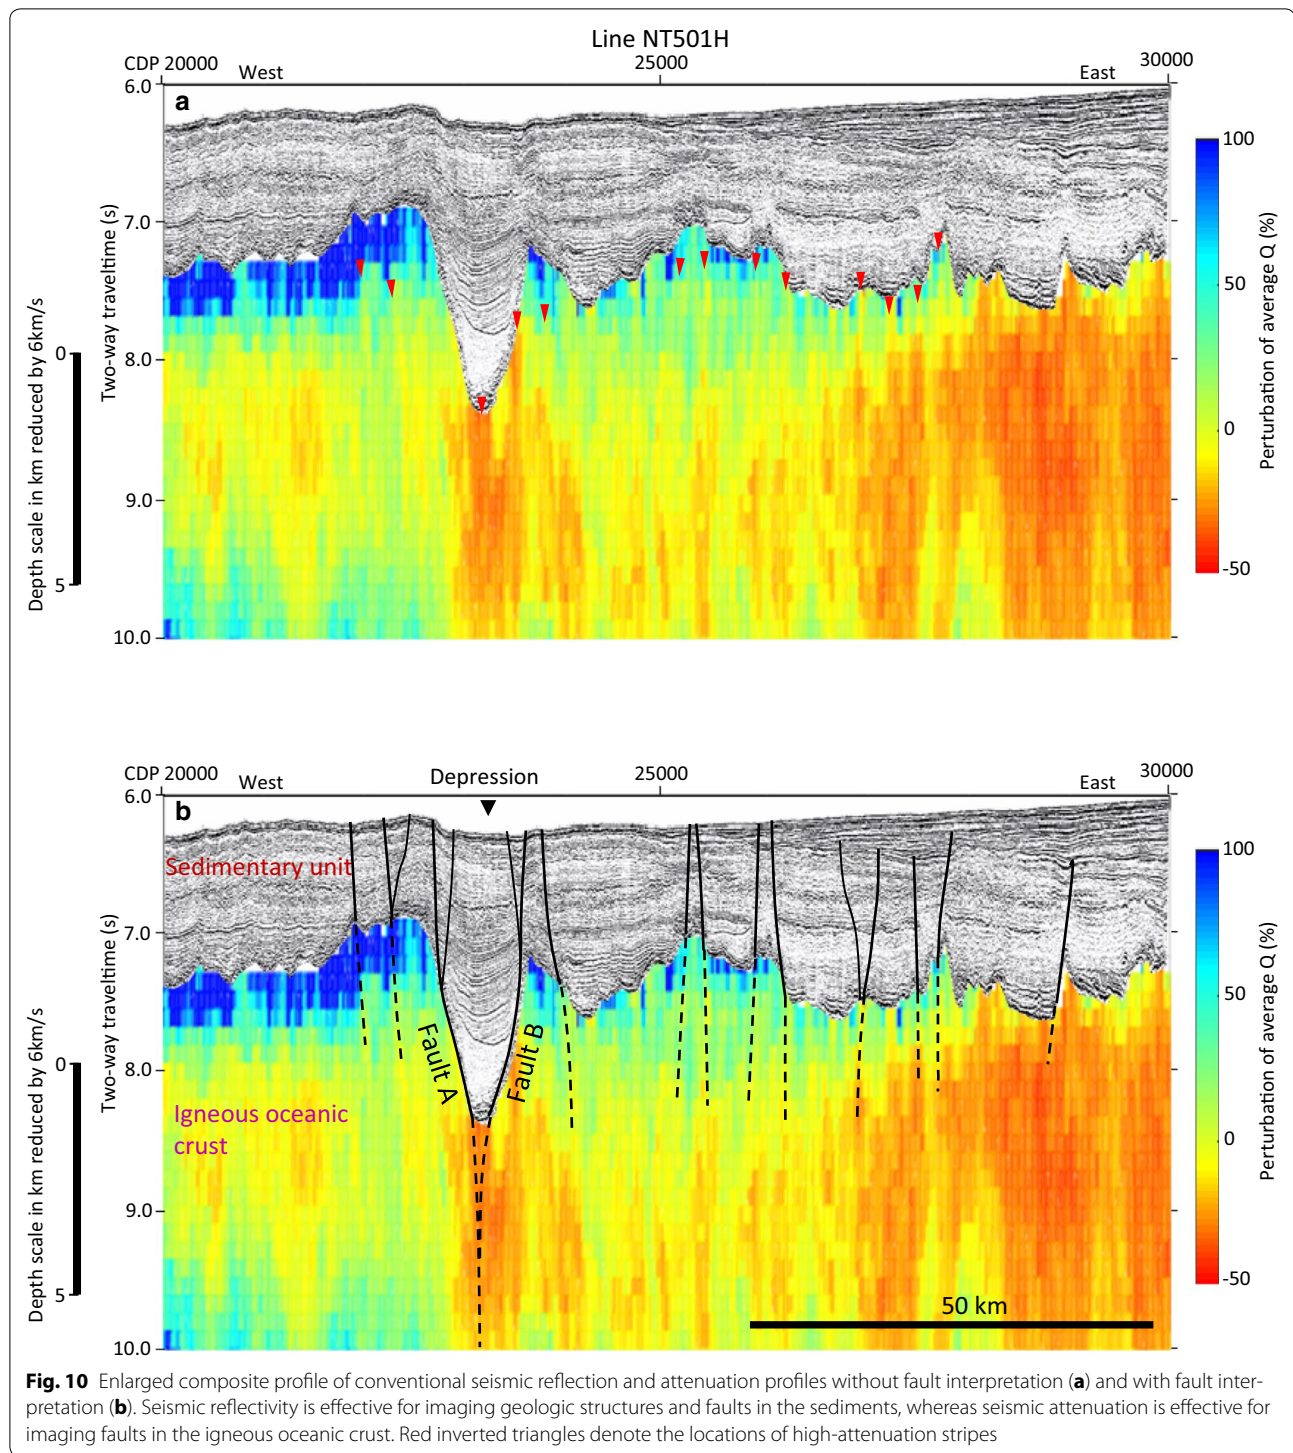 Line NT501H
CDP 20000 West 25000 East 30000
a
6.0
7.0
8.0
9.0
10.0
Two-way traveltime (s)
0
5
Depth scale in km reduced by 6km/s
100
50
0
-50
Perturbation of average Q (%)
Depression
CDP 20000 West 25000 East 30000
b
6.0
7.0
8.0
9.0
10.0
Two-way traveltime (s)
0
5
Depth scale in km reduced by 6km/s
Sedimentary unit
Fault A
Fault B
Igneous oceanic
crust
50 km
100
50
0
-50
Perturbation of average Q (%)
Fig. 10 Enlarged composite profile of conventional seismic reflection and attenuation profiles without fault interpretation (a) and with fault inter-
pretation (b). Seismic reflectivity is effective for imaging geologic structures and faults in the sediments, whereas seismic attenuation is effective for
imaging faults in the igneous oceanic crust. Red inverted triangles denote the locations of high-attenuation stripes